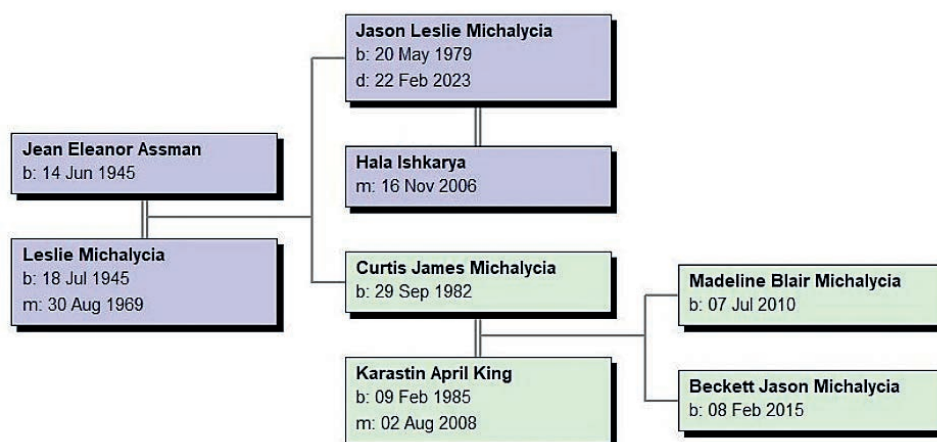 Jason Leslie Michalycia
b: 20 May 1979
d: 22 Feb 2023
Jean Eleanor Assman
b: 14 Jun 1945
Hala Ishkarya
m: 16 Nov 2006
Leslie Michalycia
b: 18 Jul 1945
m: 30 Aug 1969
Curtis James Michalycia
b: 29 Sep 1982
Madeline Blair Michalycia
b: 07 Jul 2010
Karastin April King
b: 09 Feb 1985
m: 02 Aug 2008
Beckett Jason Michalycia
b: 08 Feb 2015